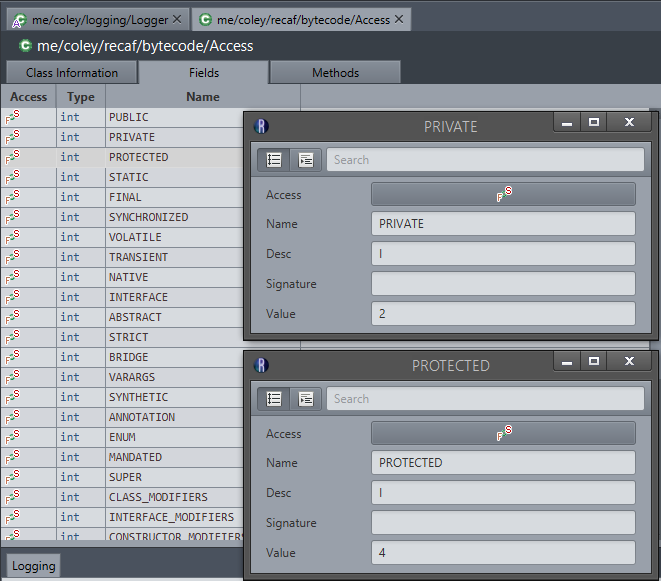 me/coley/logging/Logger
me/coley/recaf/bytecode/Access
me/coley/recaf/bytecode/Access
Class Information
Fields
Methods
Access Type Name
int PUBLIC
int PRIVATE
int PROTECTED
int STATIC
int FINAL
int SYNCHRONIZED
int VOLATILE
int TRANSIENT
int NATIVE
int INTERFACE
int ABSTRACT
int STRICT
int BRIDGE
int VARARGS
int SYNTHETIC
int ANNOTATION
int ENUM
int MANDATED
int SUPER
int CLASS_MODIFIERS
int INTERFACE_MODIFIERS
int CONSTRUCTOR_MODIFIERS
PRIVATE
Search
Access
Name PRIVATE
Desc I
Signature
Value 2
PROTECTED
Search
Access
Name PROTECTED
Desc I
Signature
Value 4
Logging